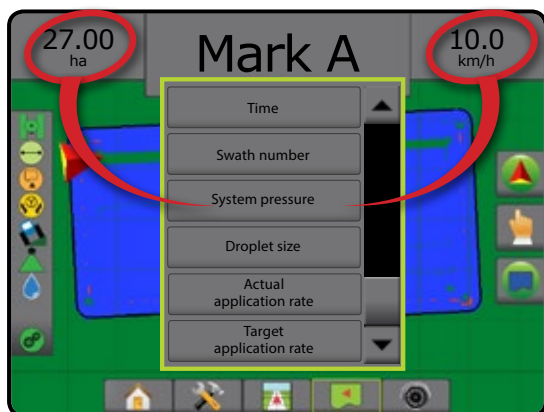 27.00
ha
Mark A
10.0
km/h
Time
Swath number
System pressure
Droplet size
Actual
application rate
Target
application rate